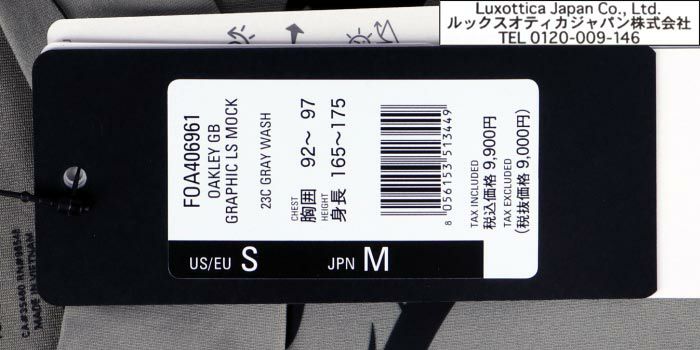 Luxottica Japan Co., Ltd.
ルックスオティカジャパン株式会社
TEL 0120-009-146
FOA406961
OAKLEY GB
GRAPHIC LS MOCK
23C GRAY WASH
CHEST
胸囲 92～ 97
HEIGHT
身長 165～175
8 056153 513449
TAX INCLUDED
税込価格 9,900円
TAX EXCLUDED
(税抜価格 9,000円)
US/EU S
JPN M
MADE IN VIETNAM